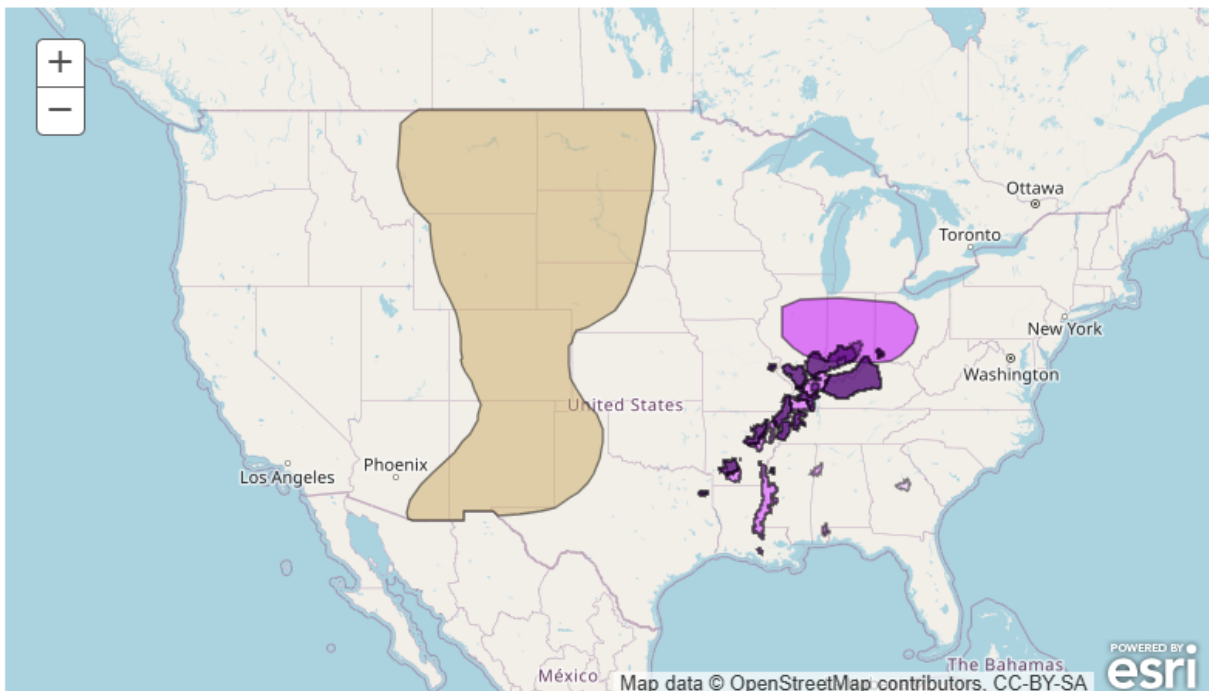 +
−
Ottawa
Toronto
New York
Washington
United States
Los Angeles
Phoenix
México
The Bahamas
Map data © OpenStreetMap contributors, CC-BY-SA
POWERED BY
esri